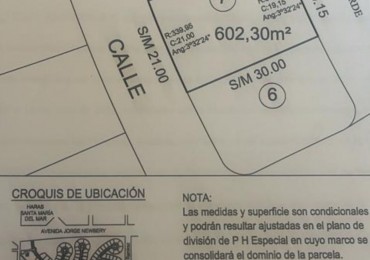 7
R:339,95
C:21,00
Ang:3°32'24"
C:19,15
Ang:3°32'24"
602,30m²
.15
CALLE
S/M 21.00
S/M 30.00
6
CROQUIS DE UBICACIÓN
HARAS
SANTA MARÍA
DEL MAR
AVENIDA JORGE NEWBERY
NOTA:
Las medidas y superficie son condicionales
y podrán resultar ajustadas en el plano de
división de P H Especial en cuyo marco se
consolidará el dominio de la parcela.